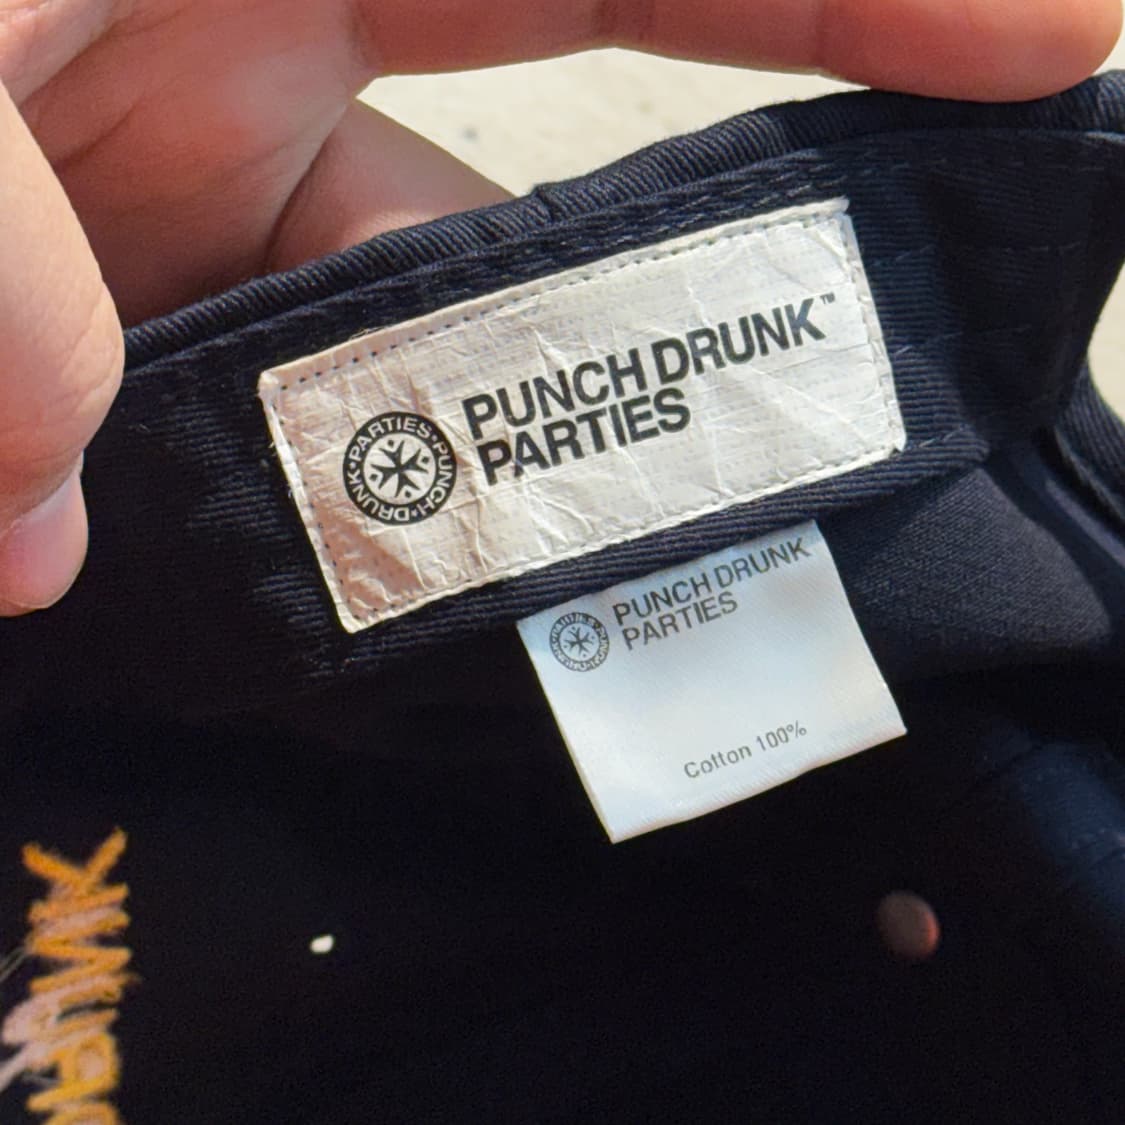 PUNCH DRUNK™
PARTIES
PARTIES•PUNCH•DRUNK•
PUNCH DRUNK
PARTIES
Cotton 100%